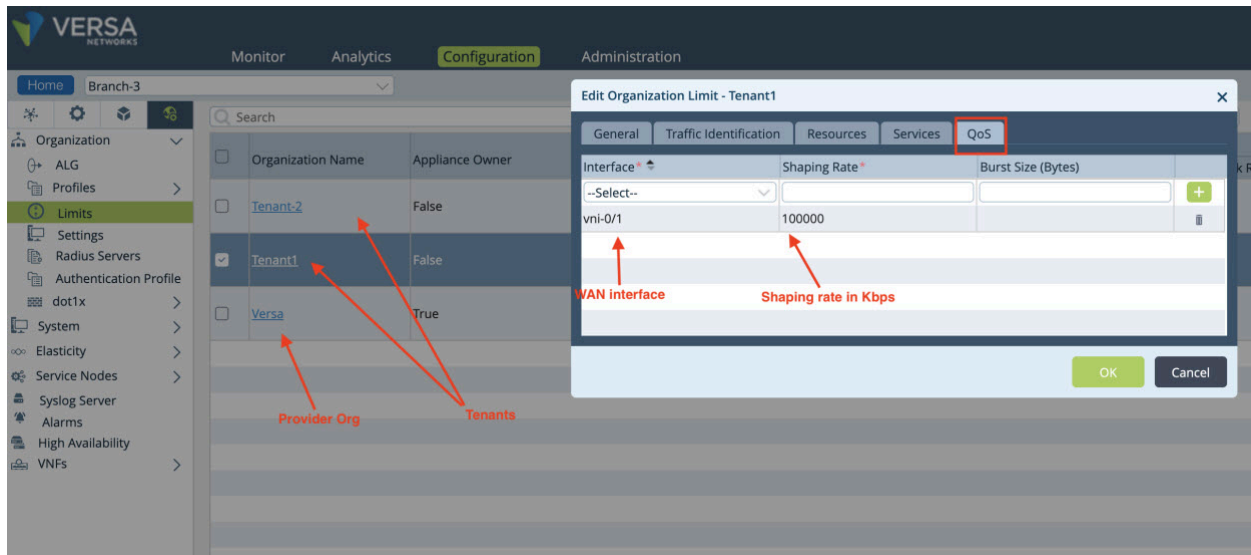 VERSA
NETWORKS
Monitor Analytics Configuration Administration
Home Branch-3
Search
Organization
ALG
Profiles
Limits
Settings
Radius Servers
Authentication Profile
dot1x
System
Elasticity
Service Nodes
Syslog Server
Alarms
High Availability
VNFs
Organization Name Appliance Owner
Tenant-2 False
Tenant1 False
Versa True
Provider Org
Tenants
Edit Organization Limit - Tenant1
General Traffic Identification Resources Services QoS
Interface* Shaping Rate* Burst Size (Bytes)
--Select--
vni-0/1 100000
WAN interface
Shaping rate in Kbps
OK Cancel